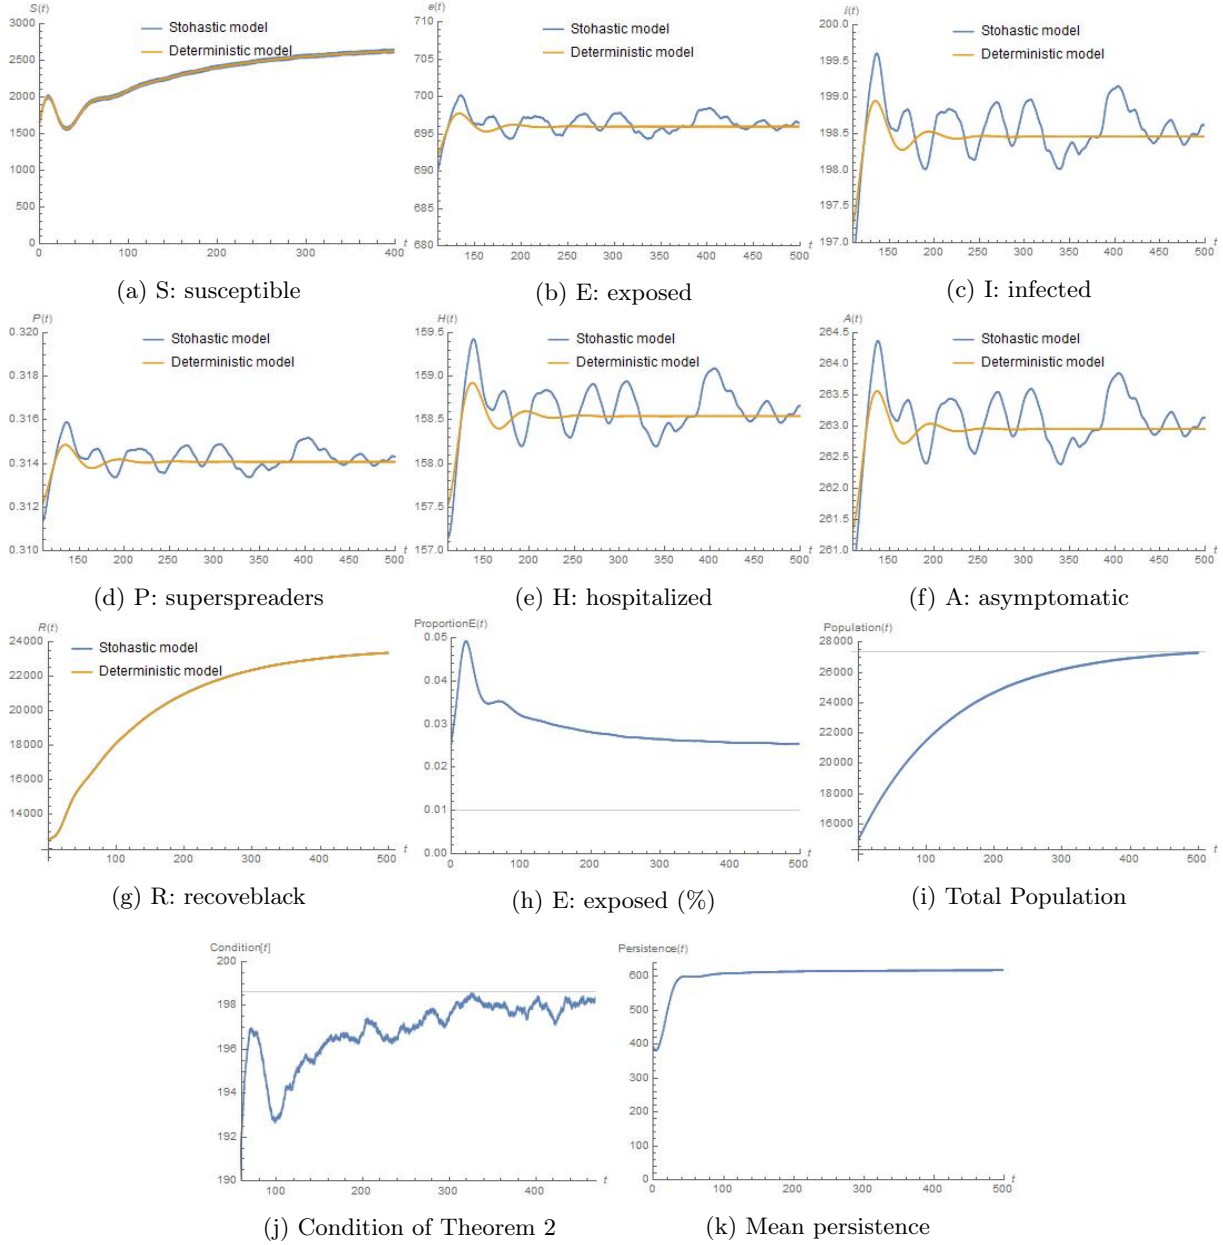 S(t)
3000
2500
2000
1500
1000
500
0
0 100 200 300 400 t
Stohastic model
Deterministic model
(a) S: susceptible
e(t)
710
705
700
695
690
685
680
150 200 250 300 350 400 450 500 t
Stohastic model
Deterministic model
(b) E: exposed
i(t)
200.0
199.5
199.0
198.5
198.0
197.5
197.0
150 200 250 300 350 400 450 500 t
Stohastic model
Deterministic model
(c) I: infected
P(t)
0.320
0.318
0.316
0.314
0.312
0.310
150 200 250 300 350 400 450 500 t
Stohastic model
Deterministic model
(d) P: superspreaders
H(t)
159.5
159.0
158.5
158.0
157.5
157.0
150 200 250 300 350 400 450 500 t
Stohastic model
Deterministic model
(e) H: hospitalized
A(t)
264.5
264.0
263.5
263.0
262.5
262.0
261.5
261.0
150 200 250 300 350 400 450 500 t
Stohastic model
Deterministic model
(f) A: asymptomatic
R(t)
24000
22000
20000
18000
16000
14000
100 200 300 400 500 t
Stohastic model
Deterministic model
(g) R: recoveblack
ProportionE(t)
0.05
0.04
0.03
0.02
0.01
0.00
0 100 200 300 400 500 t
(h) E: exposed (%)
Population(t)
28000
26000
24000
22000
20000
18000
16000
100 200 300 400 500 t
(i) Total Population
Condition[t]
200
198
196
194
192
190
100 200 300 400 t
(j) Condition of Theorem 2
Persistence(t)
600
500
400
300
200
100
0
0 100 200 300 400 500 t
(k) Mean persistence